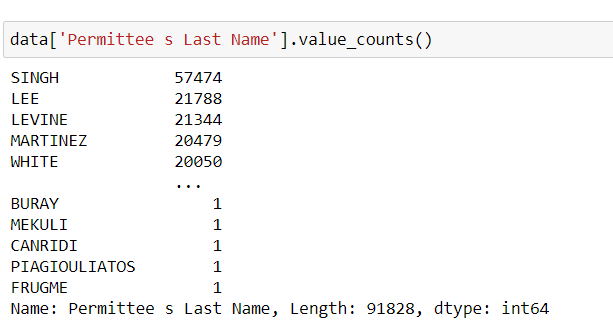 data['Permittee s Last Name'].value_counts()
SINGH 57474
LEE 21788
LEVINE 21344
MARTINEZ 20479
WHITE 20050
...
BURAY 1
MEKULI 1
CANRIDI 1
PIAGIOULIATOS 1
FRUGME 1
Name: Permittee s Last Name, Length: 91828, dtype: int64